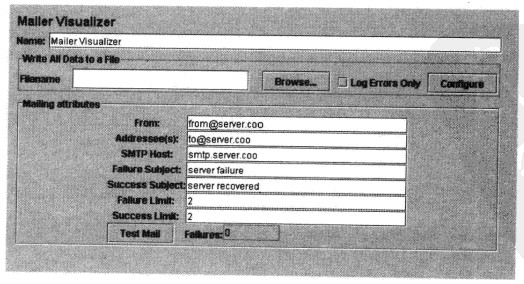 Mailer Visualizer
Name: Mailer Visualizer
Write All Data to a File
Filename Browse... Log Errors Only Configure
Mailing attributes
From: from@server.coo
Addressee(s): to@server.coo
SMTP Host: smtp.server.coo
Failure Subject: server failure
Success Subject: server recovered
Failure Limit: 2
Success Limit: 2
Test Mail Failures: 0